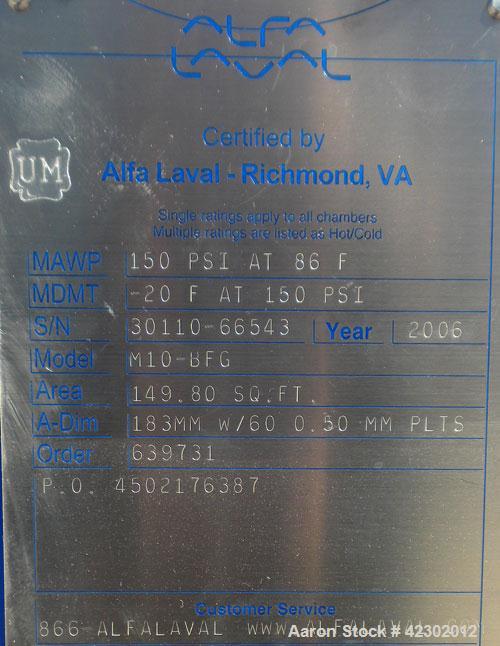 ALFA
LAVAL
Certified by
UM
Alfa Laval - Richmond, VA
Single ratings apply to all chambers
Multiple ratings are listed as Hot/Cold
MAWP 150 PSI AT 86 F
MDMT -20 F AT 150 PSI
S/N 30110-66543 Year 2006
Model M10-BFG
Area 149.80 SQ.FT.
A-Dim 183MM W/60 0.50 MM PLTS
Order 639731
P.O. 4502176387
Customer Service
866-ALFALAVAL
Aaron Stock # 42302012